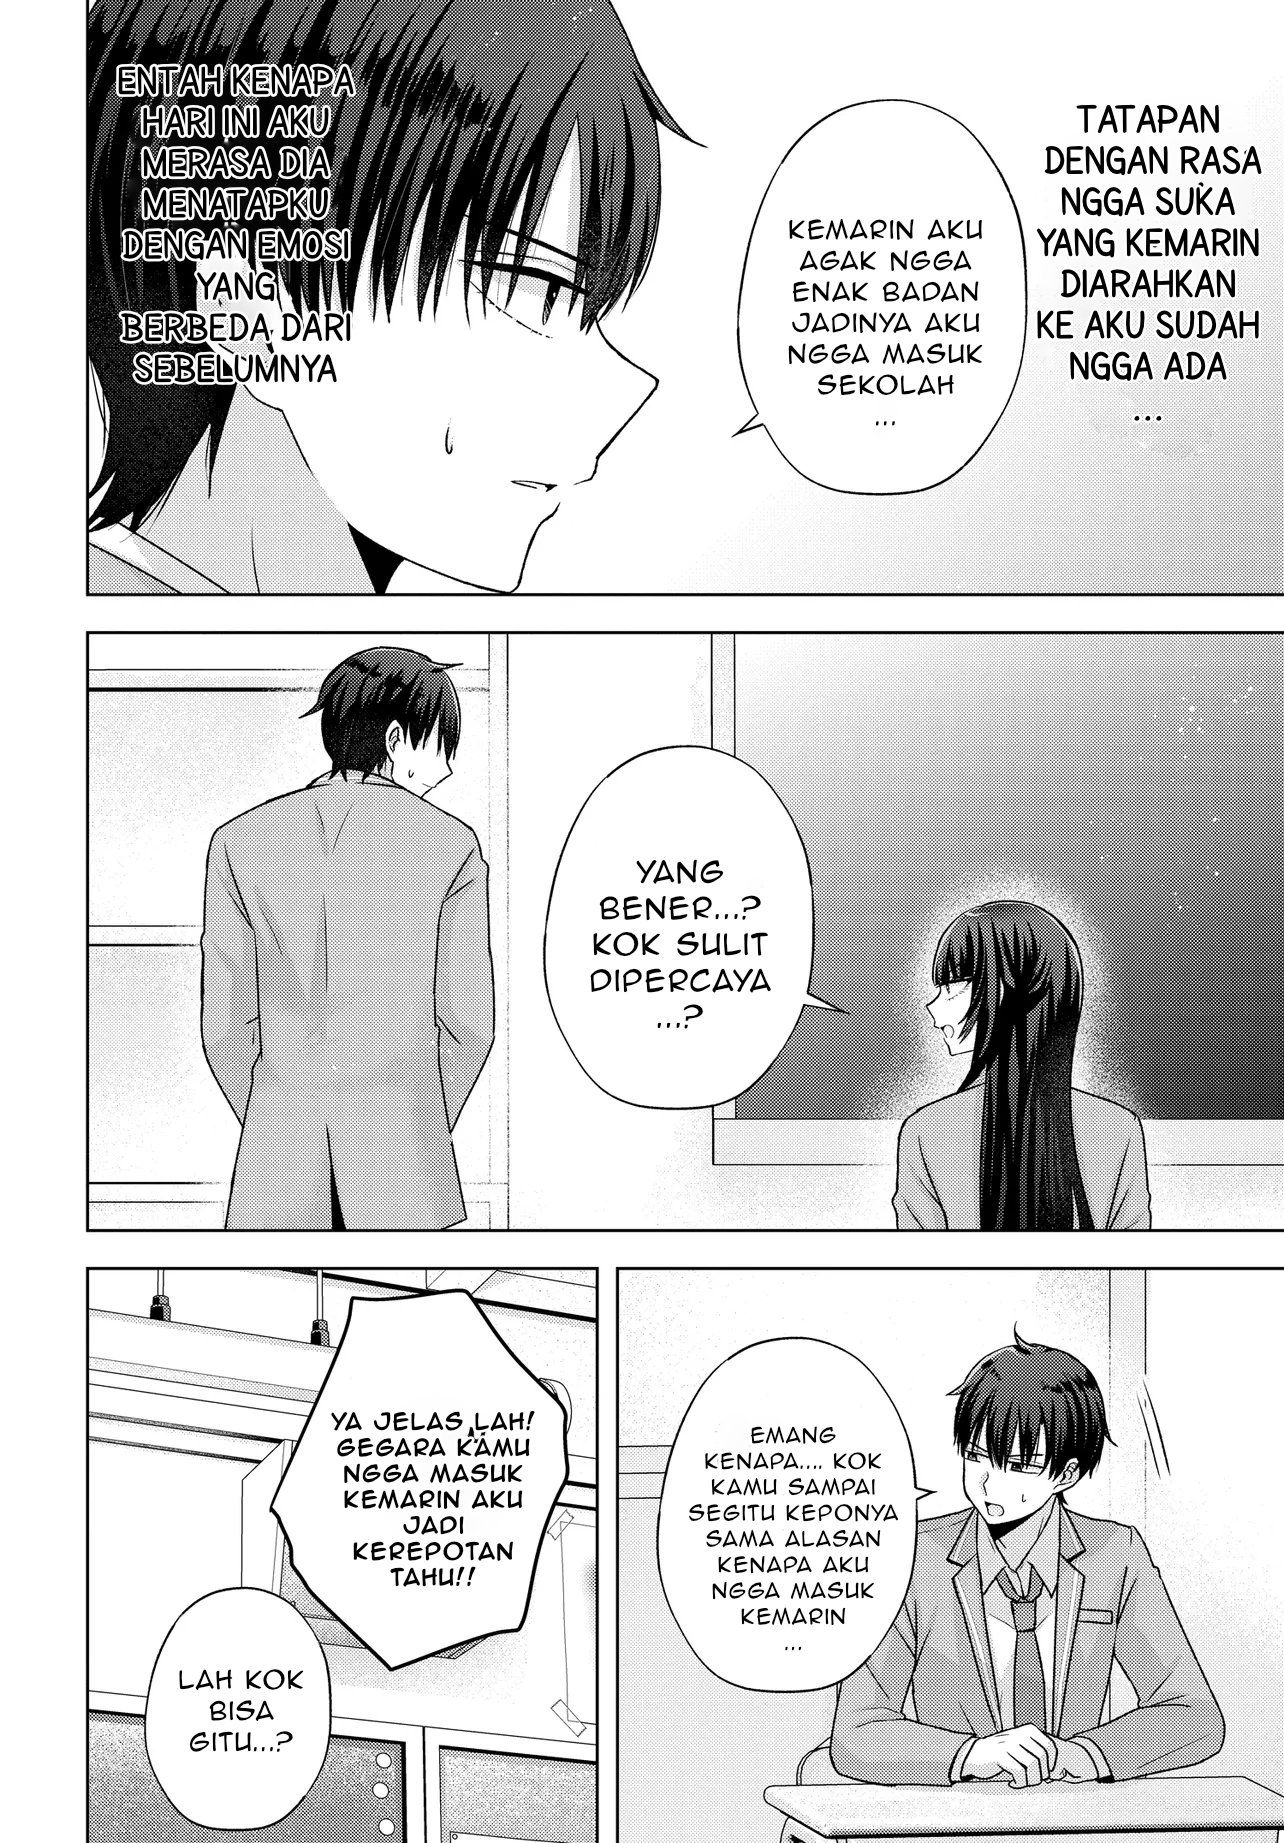 TATAPAN
DENGAN RASA
NGGA SUKA
YANG KEMARIN
DIARAHKAN
KE AKU SUDAH
NGGA ADA
...
KEMARIN AKU
AGAK NGGA
ENAK BADAN
JADINYA AKU
NGGA MASUK
SEKOLAH
...
ENTAH KENAPA
HARI INI AKU
MERASA DIA
MENATAPKU
DENGAN EMOSI
YANG
BERBEDA DARI
SEBELUMNYA
YANG
BENER...?
KOK SULIT
DIPERCAYA
...?
EMANG
KENAPA.... KOK
KAMU SAMPAI
SEGITU KEPONYA
SAMA ALASAN
KENAPA AKU
NGGA MASUK
KEMARIN
...
YA JELAS LAH!
GEGARA KAMU
NGGA MASUK
KEMARIN AKU
JADI
KEREPOTAN
TAHU!!
LAH KOK
BISA
GITU...?